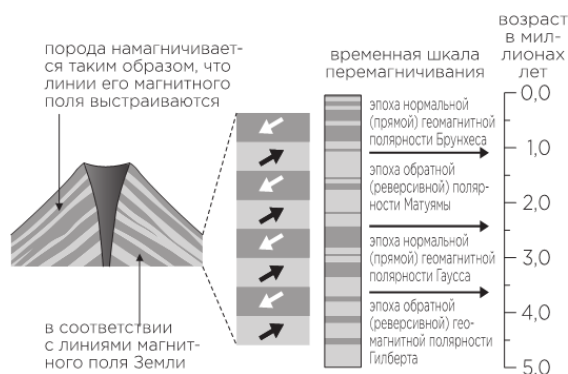 порода намагничивает-
ся таким образом, что
линии его магнитного
поля выстраиваются
в соответствии
с линиями магнит-
ного поля Земли
временная шкала
перемагничивания
эпоха нормальной
(прямой) геомагнитной
полярности Брунхеса
эпоха обратной
(реверсивной) поляр-
ности Матуямы
эпоха нормальной
(прямой) геомагнитной
полярности Гаусса
эпоха обратной
(реверсивной) гео-
магнитной полярности
Гилберта
возраст
в мил-
лионах
лет
0,0
1,0
2,0
3,0
4,0
5,0